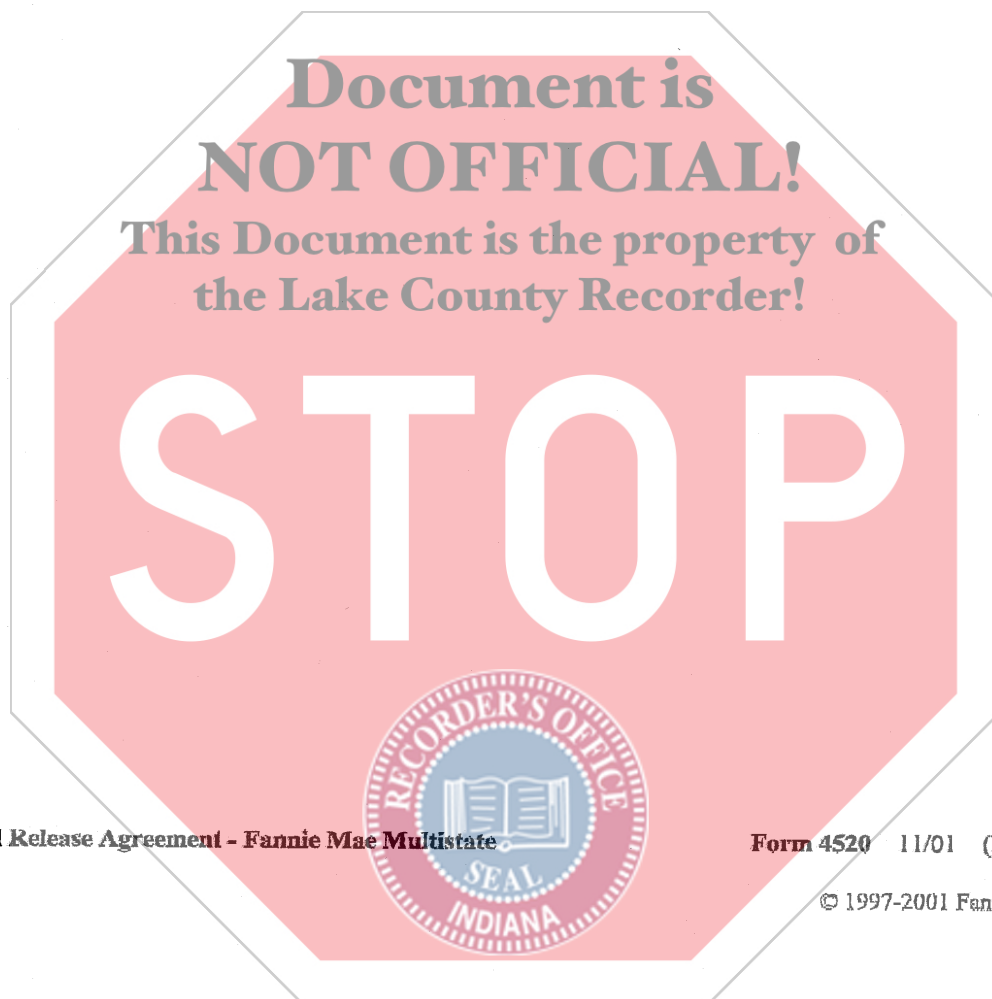 Document is
NOT OFFICIAL!
This Document is the property of
the Lake County Recorder!
STOP
RECORDER'S OFFICE
SEAL
INDIANA
Release Agreement - Fannie Mae Multistate
Form 4520 11/01 (
© 1997-2001 Fan